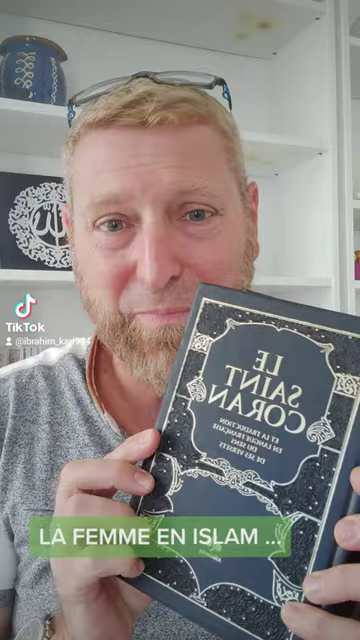 TikTok
LE
SAINT
CORAN
ET LA TRADUCTION
EN LANGUE FRANÇAISE
DU SENS
DE SES VERSETS
LA FEMME EN ISLAM ...